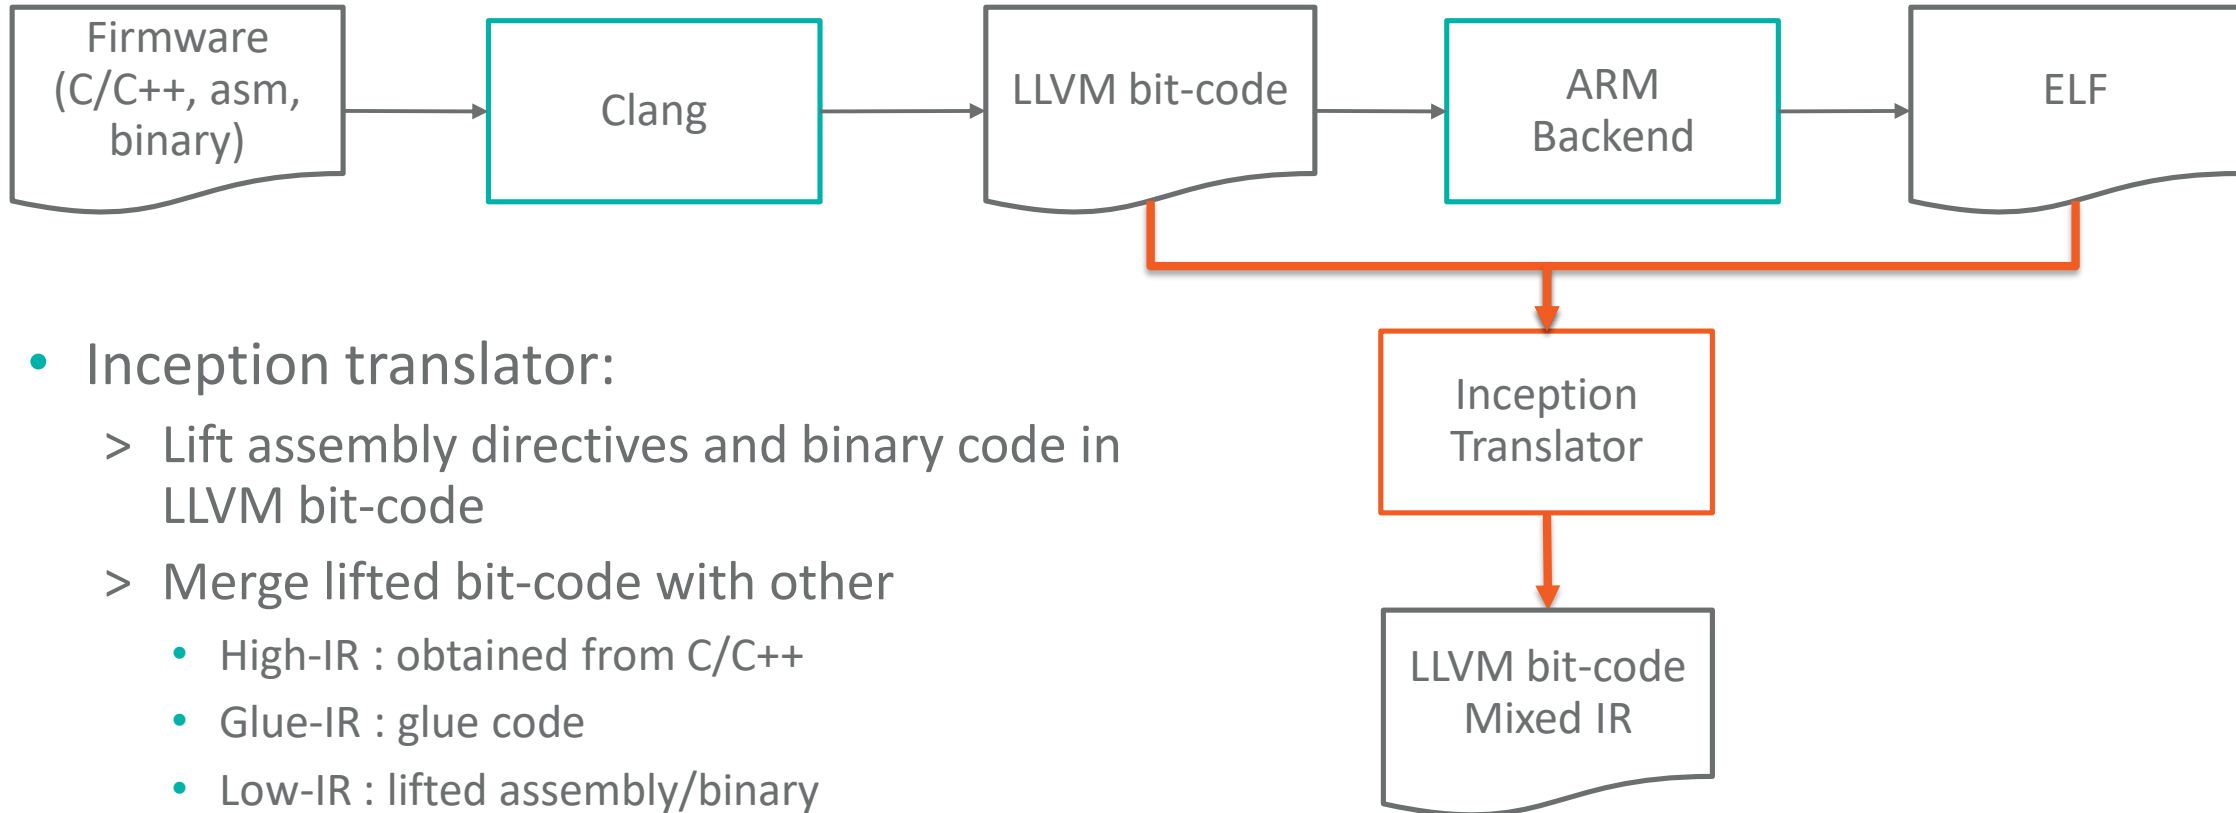 Firmware
(C/C++, asm,
binary)
Clang
LLVM bit-code
ARM
Backend
ELF
• Inception translator:
> Lift assembly directives and binary code in
LLVM bit-code
> Merge lifted bit-code with other
• High-IR : obtained from C/C++
• Glue-IR : glue code
• Low-IR : lifted assembly/binary
Inception
Translator
LLVM bit-code
Mixed IR